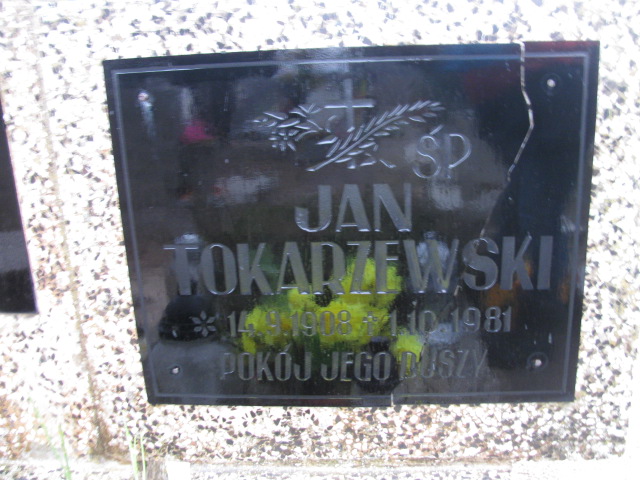 ŚP
JAN
TOKARZEWSKI
* 14.9.1908 + 1.10.1981
POKÓJ JEGO DUSZY